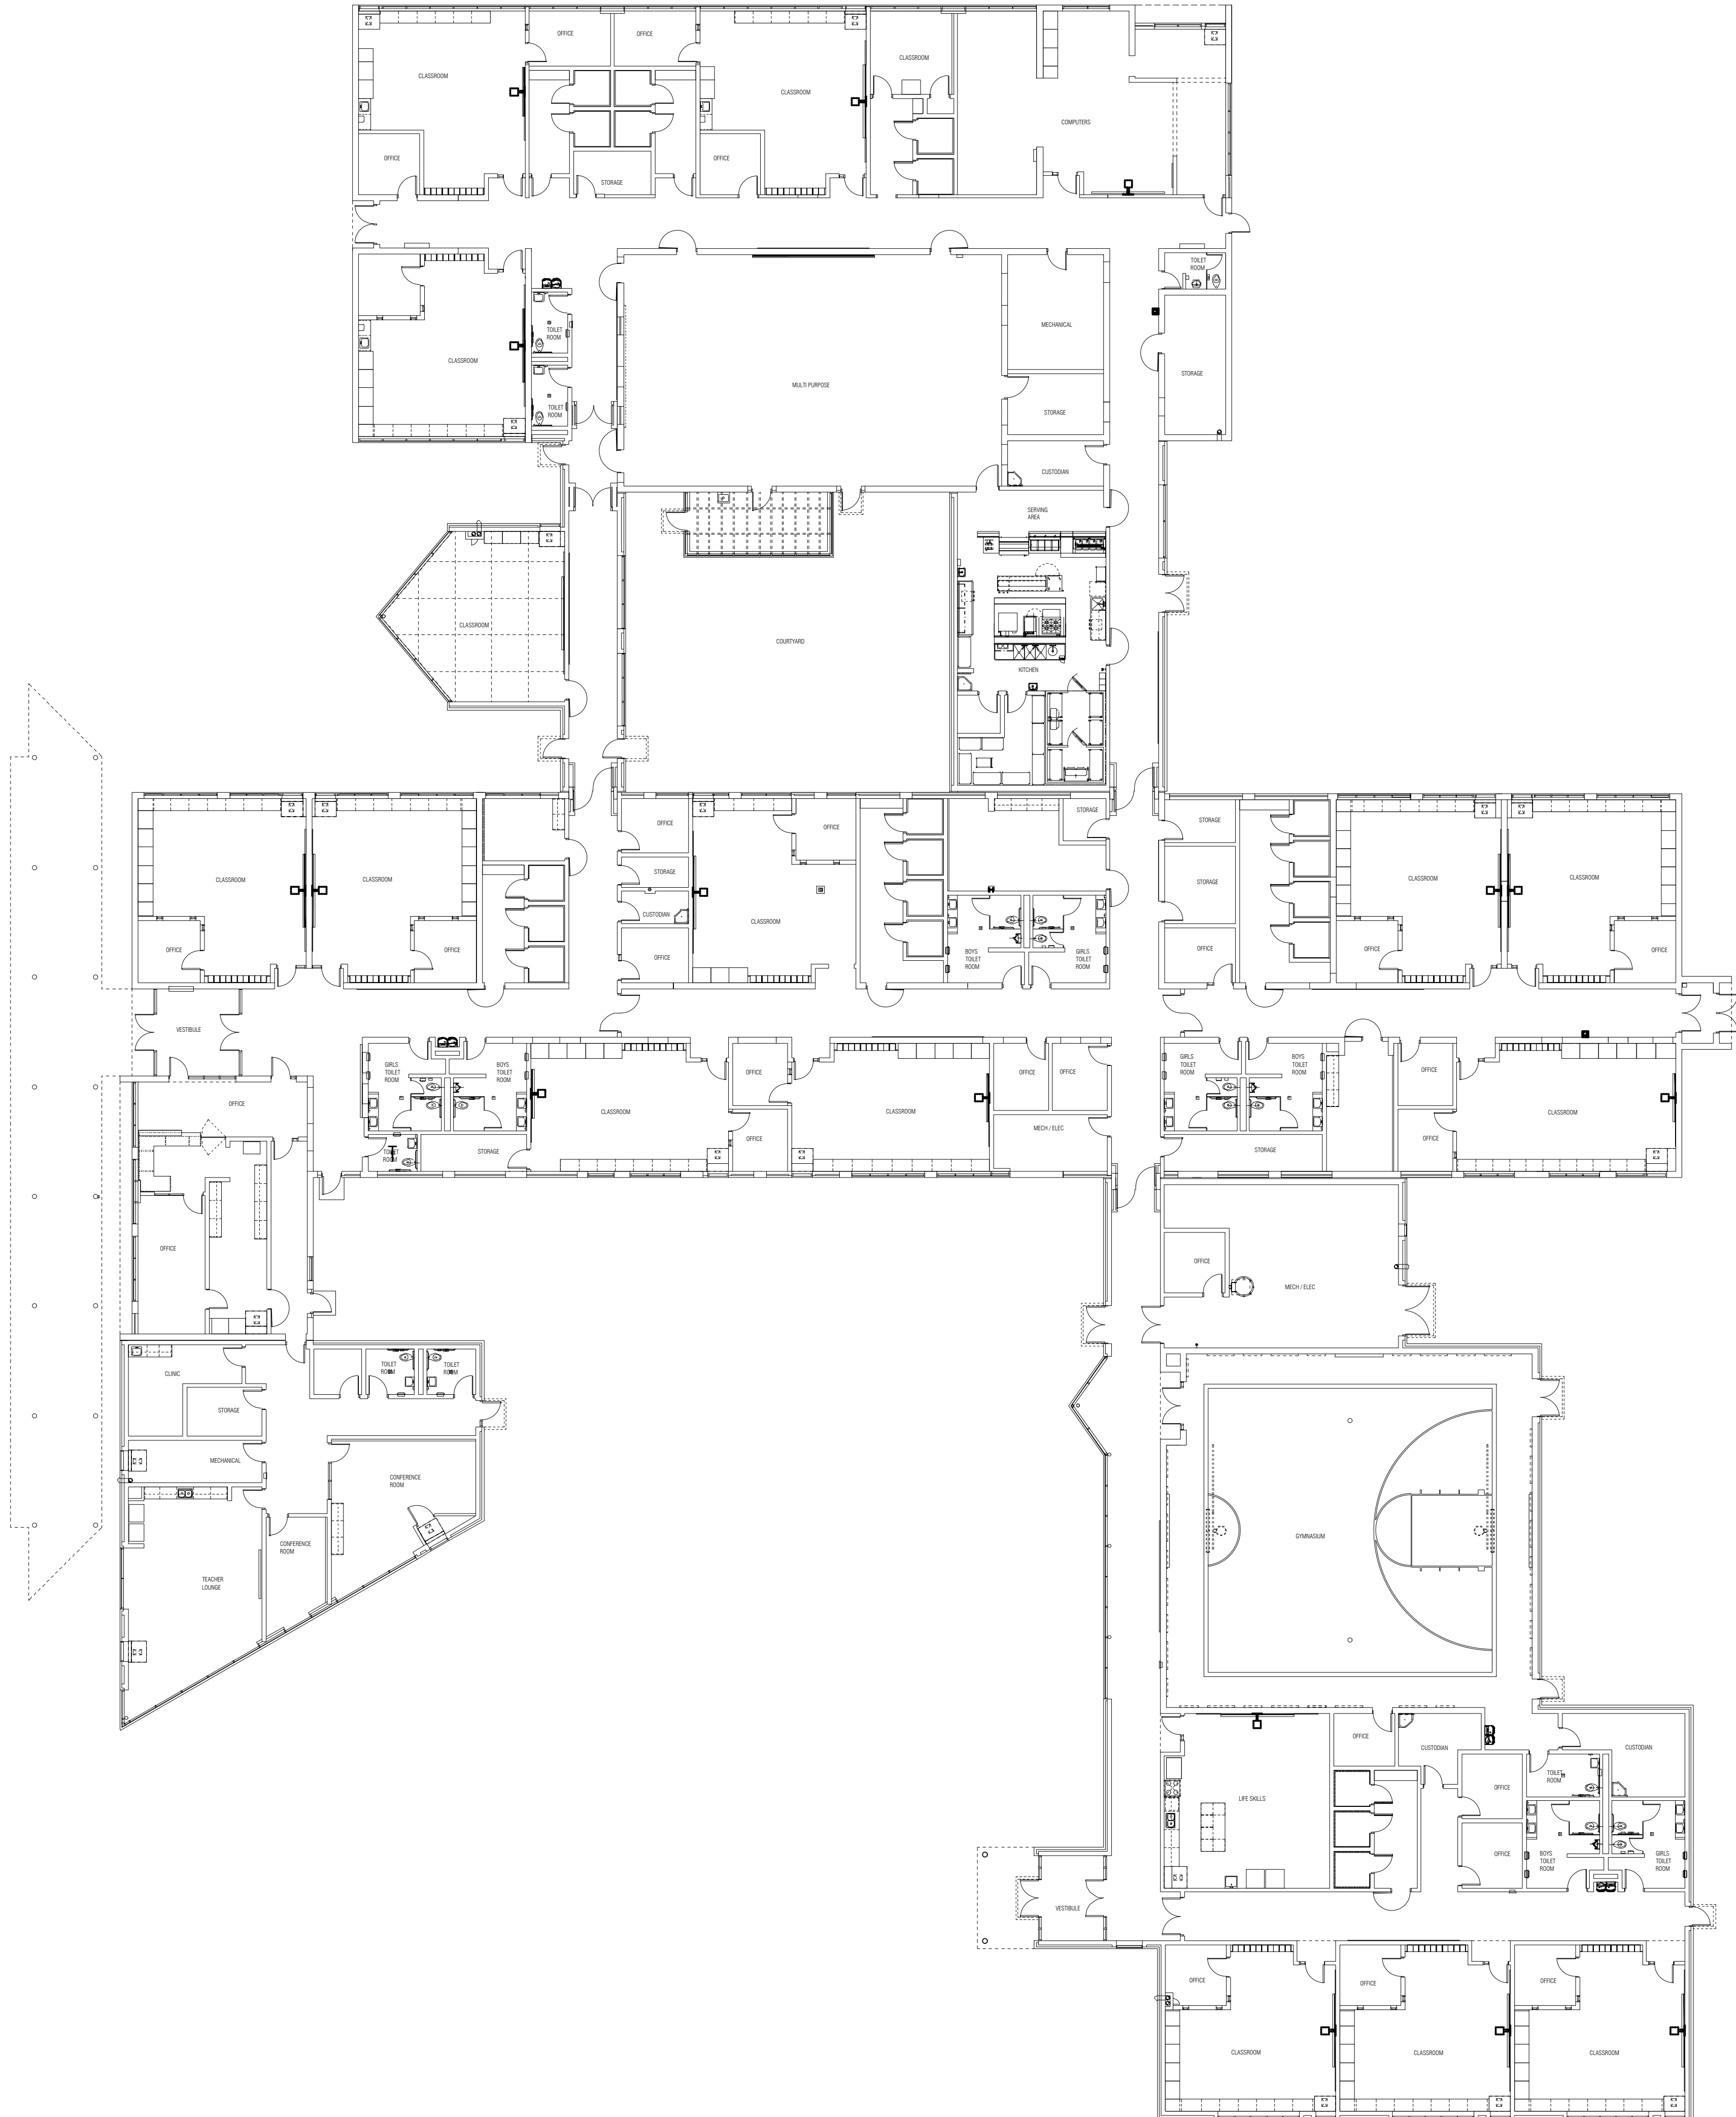 OFFICE
OFFICE
CLASSROOM
CLASSROOM
CLASSROOM
COMPUTERS
OFFICE
OFFICE
STORAGE
TOILET
ROOM
MECHANICAL
TOILET
ROOM
CLASSROOM
STORAGE
MULTI PURPOSE
TOILET
ROOM
STORAGE
CUSTODIAN
SERVING
AREA
CLASSROOM
COURTYARD
KITCHEN
STORAGE
OFFICE
OFFICE
STORAGE
CLASSROOM
CLASSROOM
STORAGE
STORAGE
CLASSROOM
CLASSROOM
CUSTODIAN
CLASSROOM
OFFICE
OFFICE
OFFICE
BOYS
TOILET
ROOM
GIRLS
TOILET
ROOM
OFFICE
OFFICE
OFFICE
VESTIBULE
GIRLS
TOILET
ROOM
BOYS
TOILET
ROOM
OFFICE
OFFICE
OFFICE
GIRLS
TOILET
ROOM
BOYS
TOILET
ROOM
OFFICE
OFFICE
CLASSROOM
CLASSROOM
CLASSROOM
MECH / ELEC
OFFICE
OFFICE
TOILET
ROOM
STORAGE
STORAGE
OFFICE
OFFICE
MECH / ELEC
CLINIC
TOILET
ROOM
TOILET
ROOM
STORAGE
MECHANICAL
CONFERENCE
ROOM
GYMNASIUM
CONFERENCE
ROOM
TEACHER
LOUNGE
OFFICE
CUSTODIAN
CUSTODIAN
TOILET
ROOM
OFFICE
LIFE SKILLS
BOYS
TOILET
ROOM
GIRLS
TOILET
ROOM
OFFICE
VESTIBULE
OFFICE
OFFICE
OFFICE
CLASSROOM
CLASSROOM
CLASSROOM